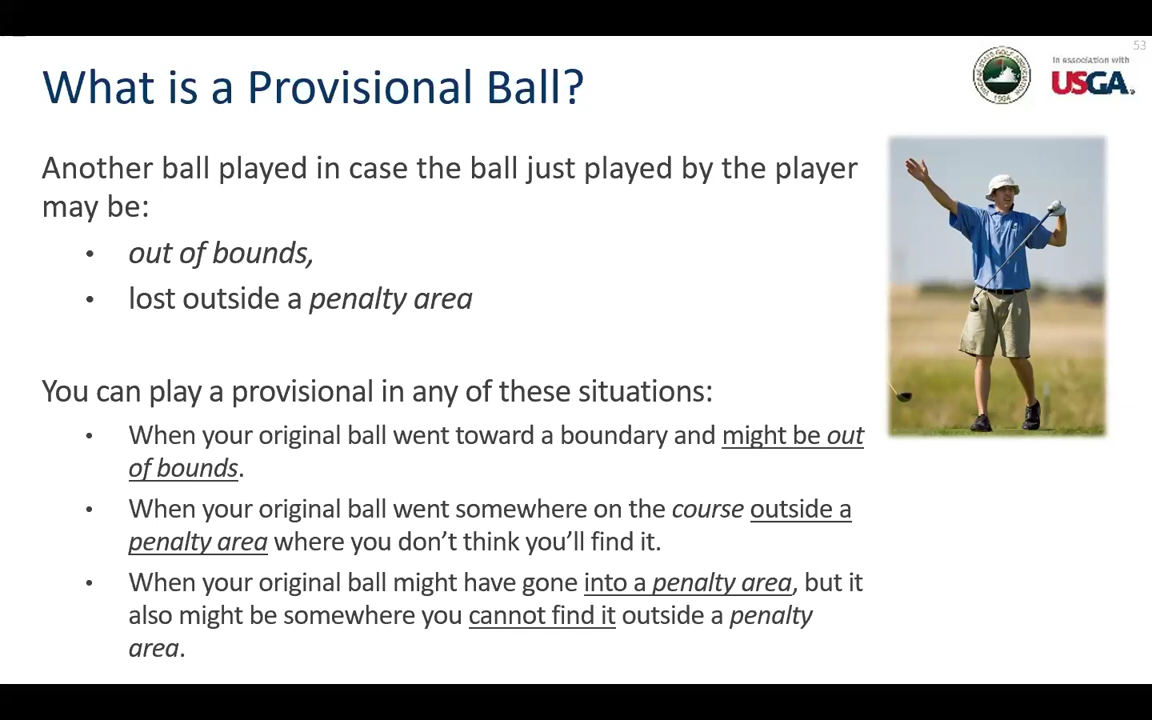 53
What is a Provisional Ball?
In association with
USGA.
VIRGINIA STATE GOLF ASSOCIATION
1904
Another ball played in case the ball just played by the player
may be:
• out of bounds,
• lost outside a penalty area
You can play a provisional in any of these situations:
• When your original ball went toward a boundary and might be out
of bounds.
• When your original ball went somewhere on the course outside a
penalty area where you don’t think you’ll find it.
• When your original ball might have gone into a penalty area, but it
also might be somewhere you cannot find it outside a penalty
area.